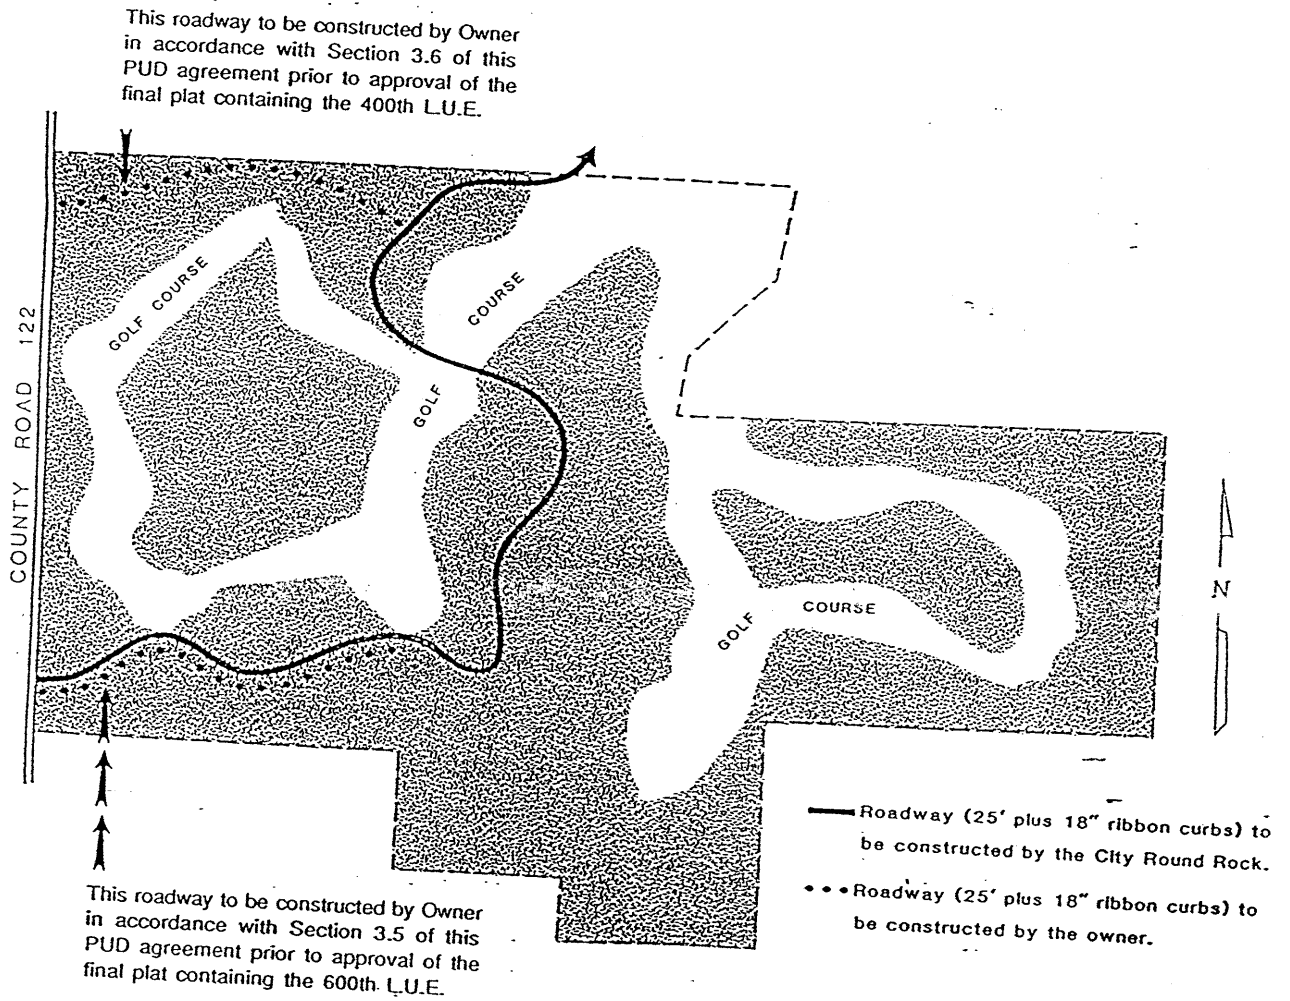 This roadway to be constructed by Owner
in accordance with Section 3.6 of this
PUD agreement prior to approval of the
final plat containing the 400th L.U.E.
COUNTY ROAD 122
GOLF COURSE
COURSE
GOLF
COURSE
GOLF
N
Roadway (25' plus 18" ribbon curbs) to
be constructed by the City Round Rock.
Roadway (25' plus 18" ribbon curbs) to
be constructed by the owner.
This roadway to be constructed by Owner
in accordance with Section 3.5 of this
PUD agreement prior to approval of the
final plat containing the 600th L.U.E.